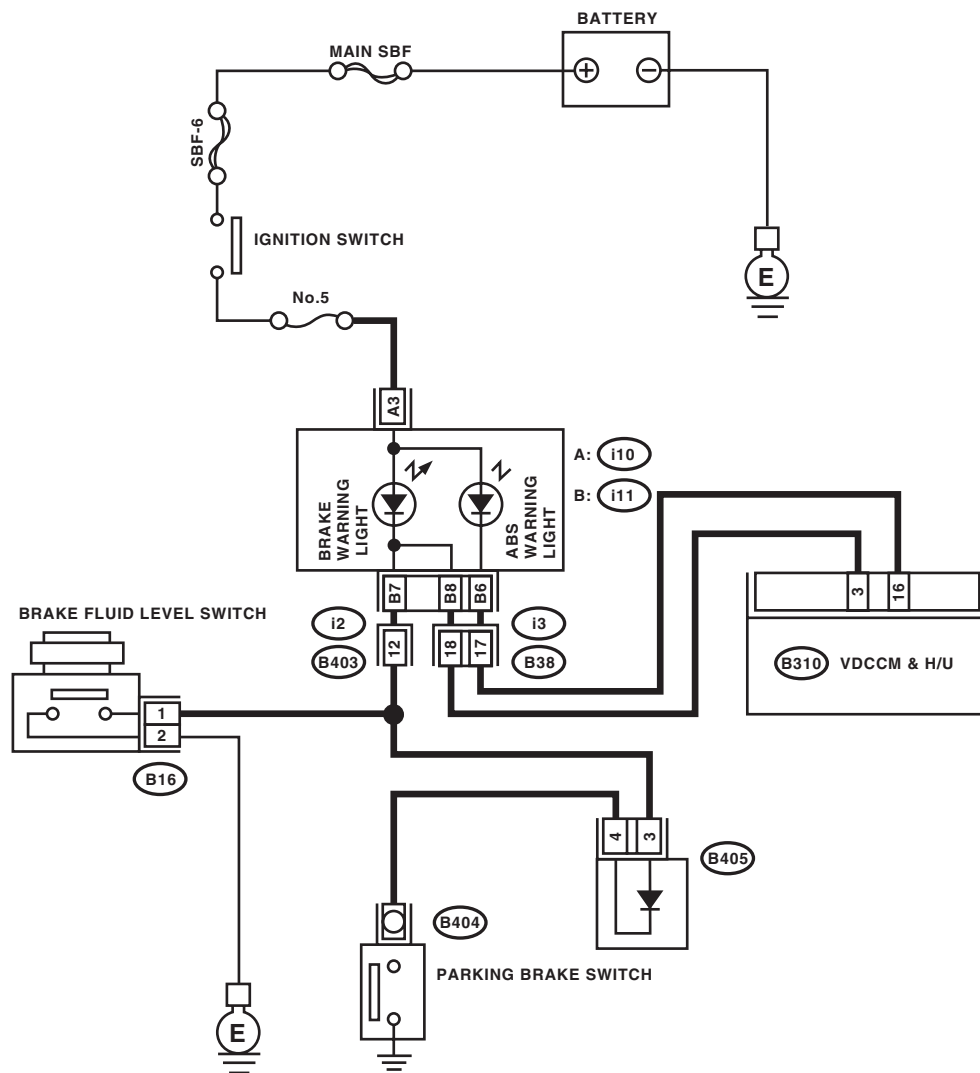 BATTERY
MAIN SBF
SBF-6
IGNITION SWITCH
No.5
E
A3
A: i10
B: i11
BRAKE
WARNING
LIGHT
ABS
WARNING
LIGHT
B7 B8 B6
3 16
BRAKE FLUID LEVEL SWITCH
i2 i3
12 18 17
B403 B38
B310 VDCCM & H/U
1
2
B16
4 3
B405
B404
PARKING BRAKE SWITCH
E